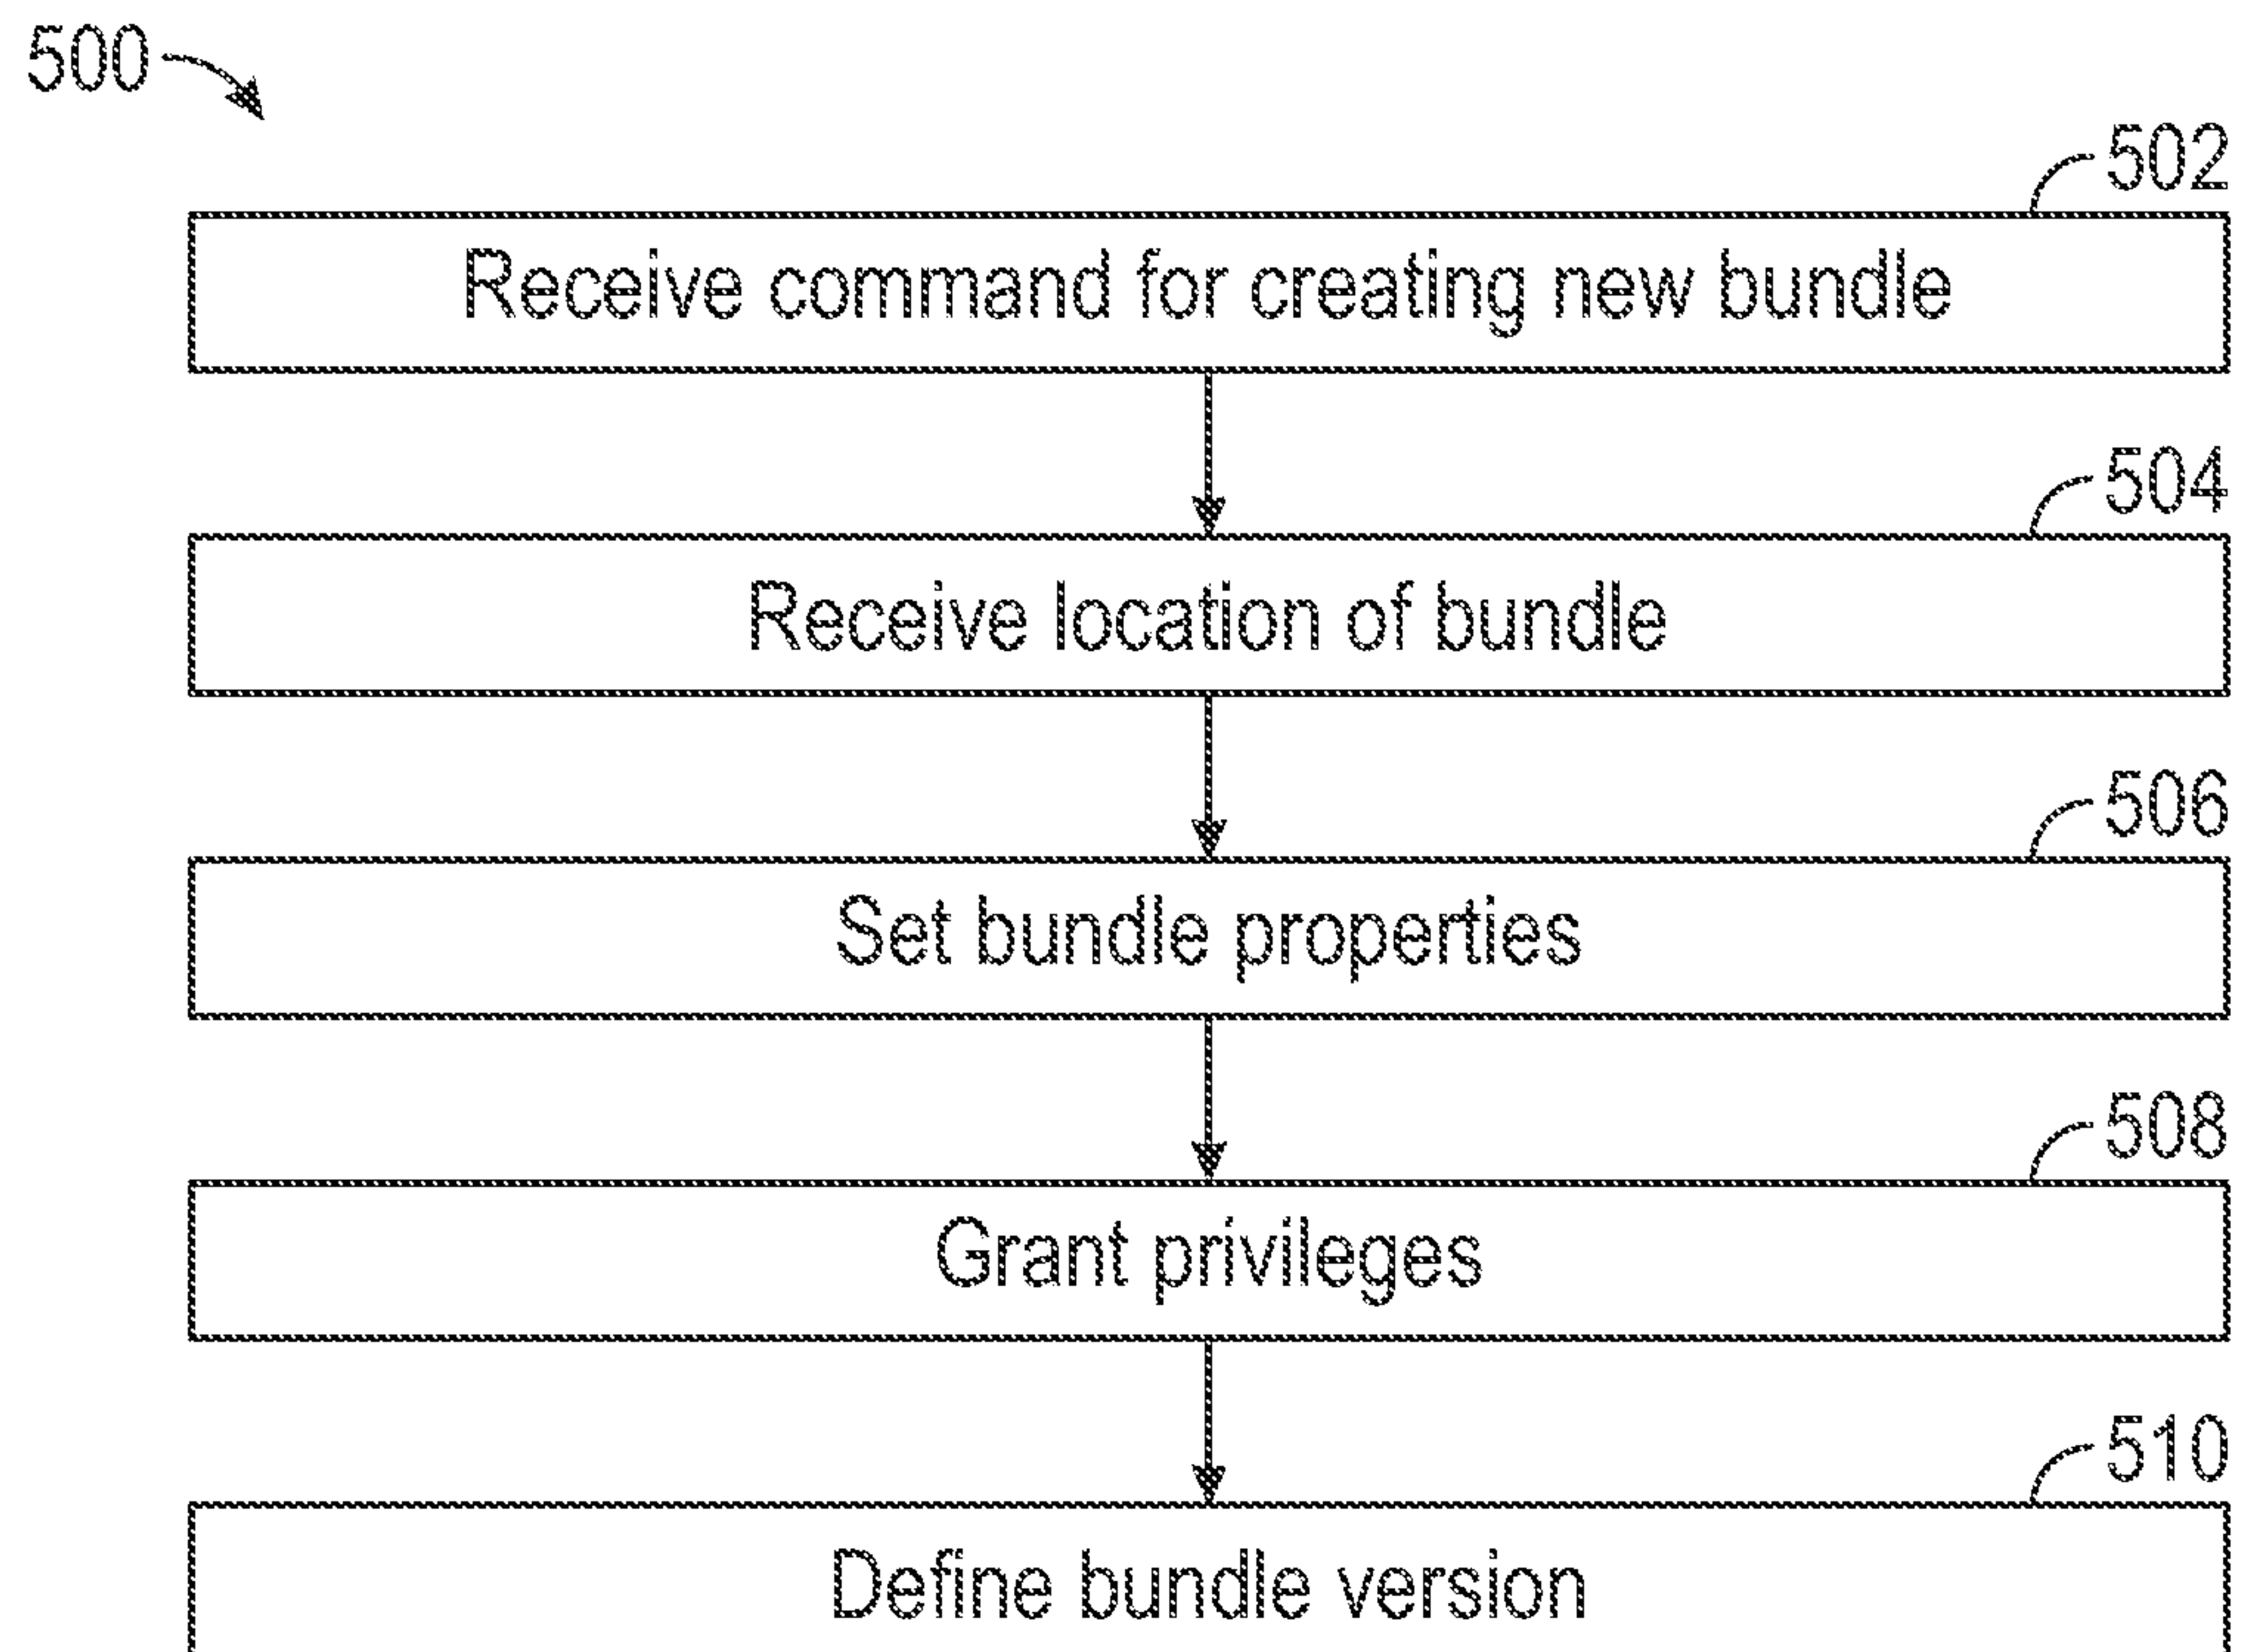 500
502
Receive command for creating new bundle
504
Receive location of bundle
506
Set bundle properties
508
Grant privileges
510
Define bundle version